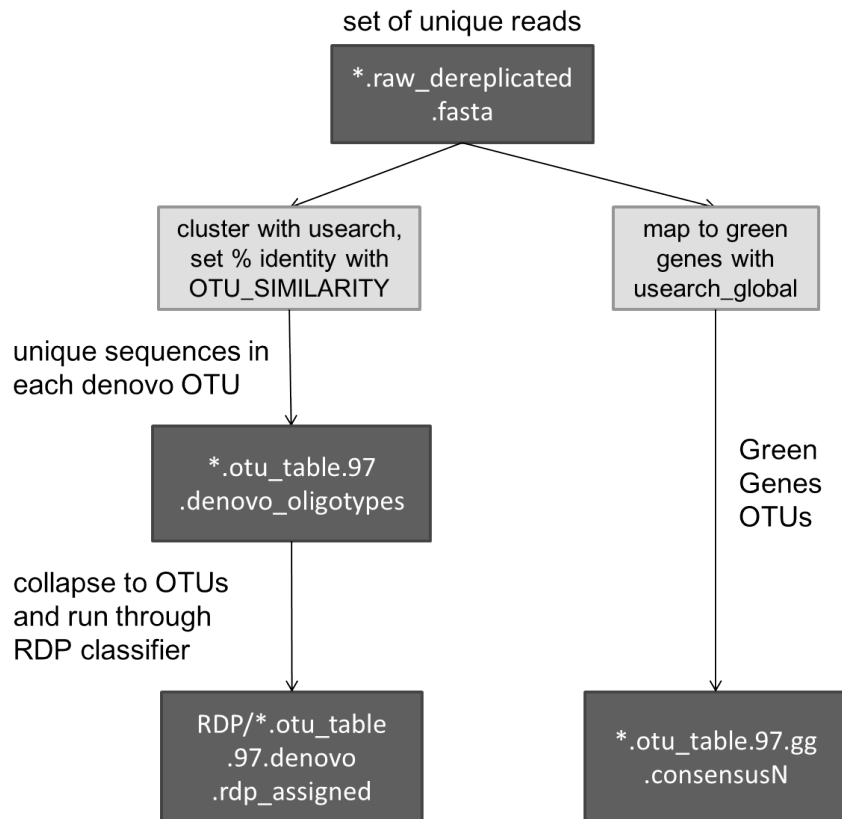 set of unique reads
*.raw_dereplicated
.fasta
cluster with usearch,
set % identity with
OTU_SIMILARITY
map to green
genes with
usearch_global
unique sequences in
each denovo OTU
*.otu_table.97
.denovo_oligotypes
Green
Genes
OTUs
collapse to OTUs
and run through
RDP classifier
RDP/*.otu_table
.97.denovo
.rdp_assigned
*.otu_table.97.gg
.consensusN